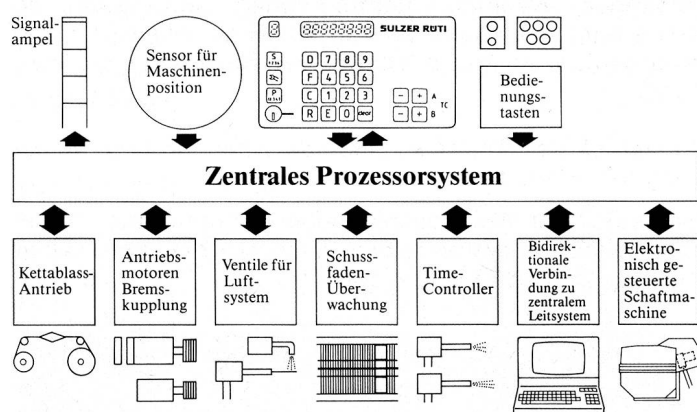 Signal-
ampel
Sensor für
Maschinen-
position
SULZER RÜTI
S
D 7 8 9
F 4 5 6
P
C 1 2 3
R E 0 clear
- + A
TC
- + B
Bedie-
nungs-
tasten
Zentrales Prozessorsystem
Kettablass-
Antrieb
Antriebs-
motoren
Brems-
kupplung
Ventile für
Luft-
system
Schuss-
faden-
Über-
wachung
Time-
Controller
Bidirek-
tionale
Verbin-
dung zu
zentralem
Leitsystem
Elektro-
nisch ge-
steuerte
Schaftma-
schine